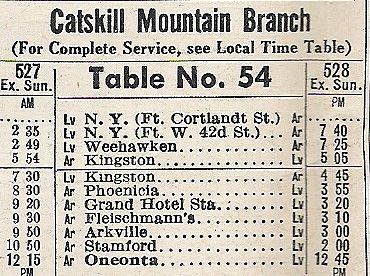 Catskill Mountain Branch
(For Complete Service, see Local Time Table)
527 Table No. 54 528
Ex. Sun. Ex. Sun.
AM PM
Lv N. Y. (Ft. Cortlandt St.) Ar
2 35 Lv N. Y. (Ft. W. 42d St.)... Ar 7 40
2 49 Lv Weehawken Ar 7 25
5 54 Ar Kingston Lv 5 05
7 30 Lv Kingston Ar 4 45
8 30 Ar Phoenicia Lv 3 55
9 20 Ar Grand Hotel Sta. Lv 3 20
9 30 Ar Fleischmann's Lv 3 10
9 50 Ar Arkville Lv 3 00
10 50 Ar Stamford Lv 2 00
12 15 Ar Oneonta Lv 12 45
PM PM